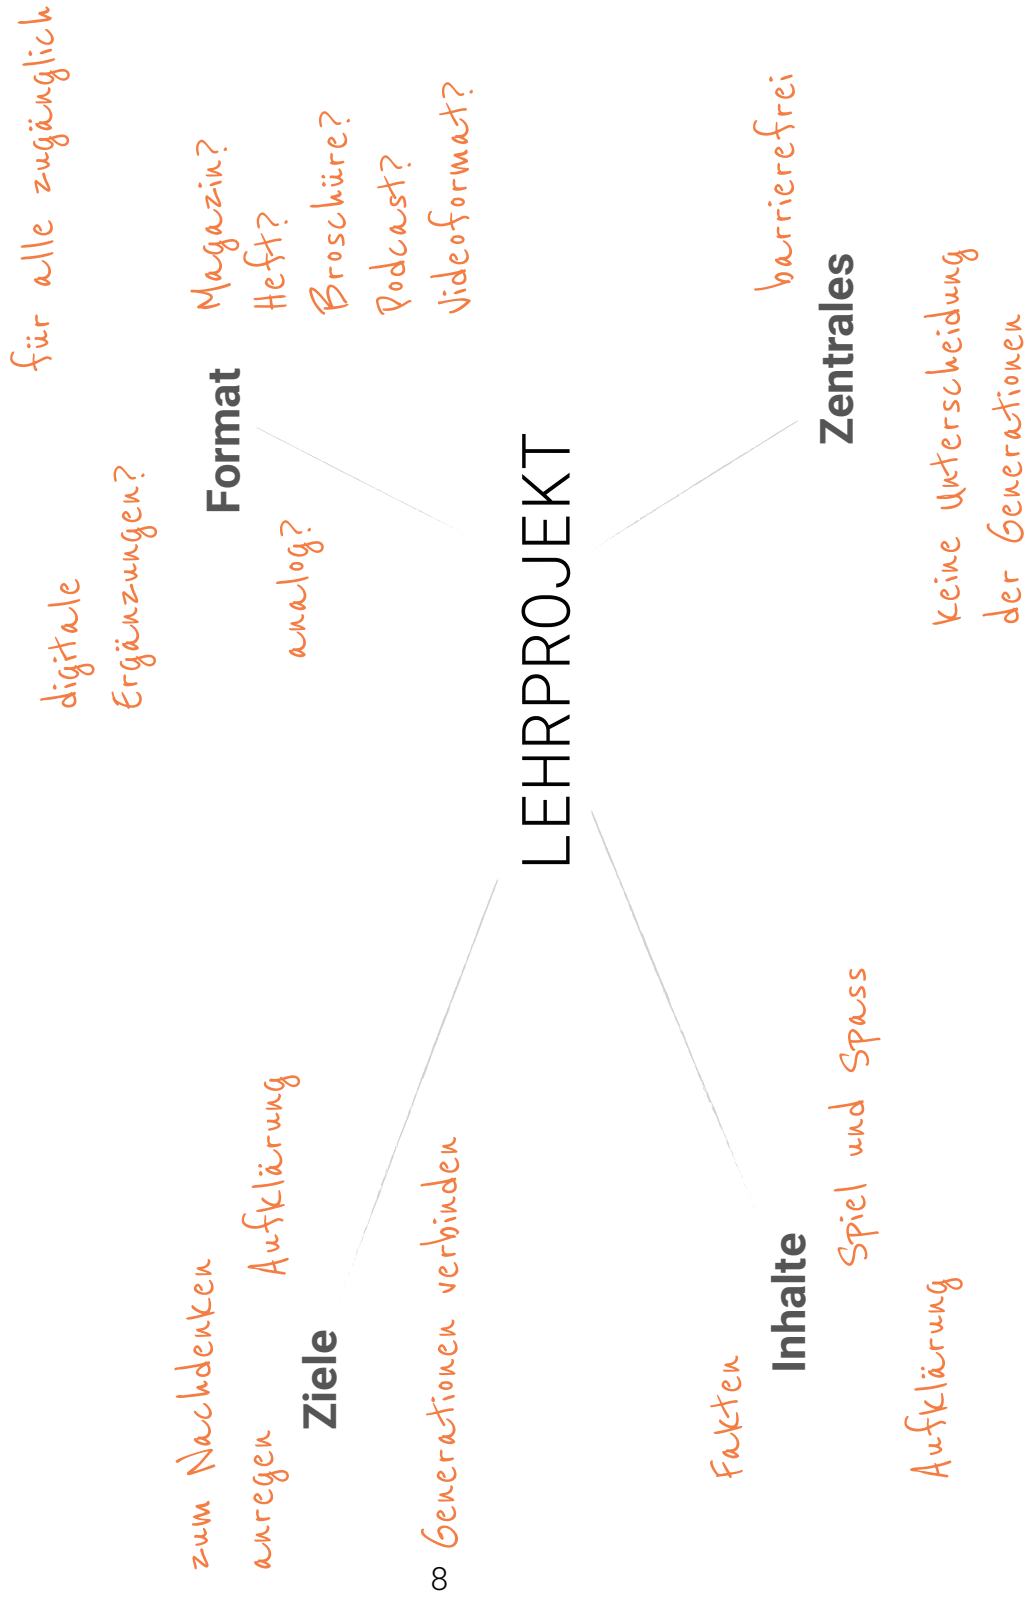 zum Nachdenken
anregen
Aufklärung
Ziele
Generationen verbinden
digitale
Ergänzungen?
für alle zugänglich
Format
analog?
Magazin?
Heft?
Broschüre?
Podcast?
Videoformat?
LEHRPROJEKT
Fakten
Inhalte
Spiel und Spass
Aufklärung
barrierefrei
Zentrales
keine Unterscheidung
der Generationen
8